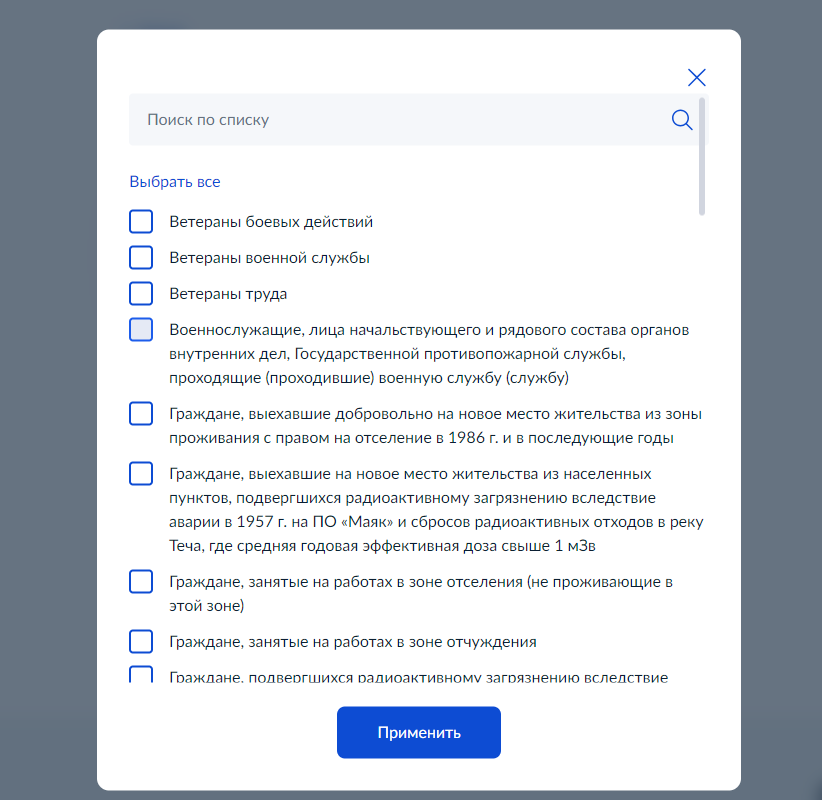 Поиск по списку
Выбрать все
Ветераны боевых действий
Ветераны военной службы
Ветераны труда
Военнослужащие, лица начальствующего и рядового состава органов
внутренних дел, Государственной противопожарной службы,
проходящие (проходившие) военную службу (службу)
Граждане, выехавшие добровольно на новое место жительства из зоны
проживания с правом на отселение в 1986 г. и в последующие годы
Граждане, выехавшие на новое место жительства из населенных
пунктов, подвергшихся радиоактивному загрязнению вследствие
аварии в 1957 г. на ПО «Маяк» и сбросов радиоактивных отходов в реку
Теча, где средняя годовая эффективная доза свыше 1 мЗв
Граждане, занятые на работах в зоне отселения (не проживающие в
этой зоне)
Граждане, занятые на работах в зоне отчуждения
Граждане, подвергшихся радиоактивному загрязнению вследствие
Применить